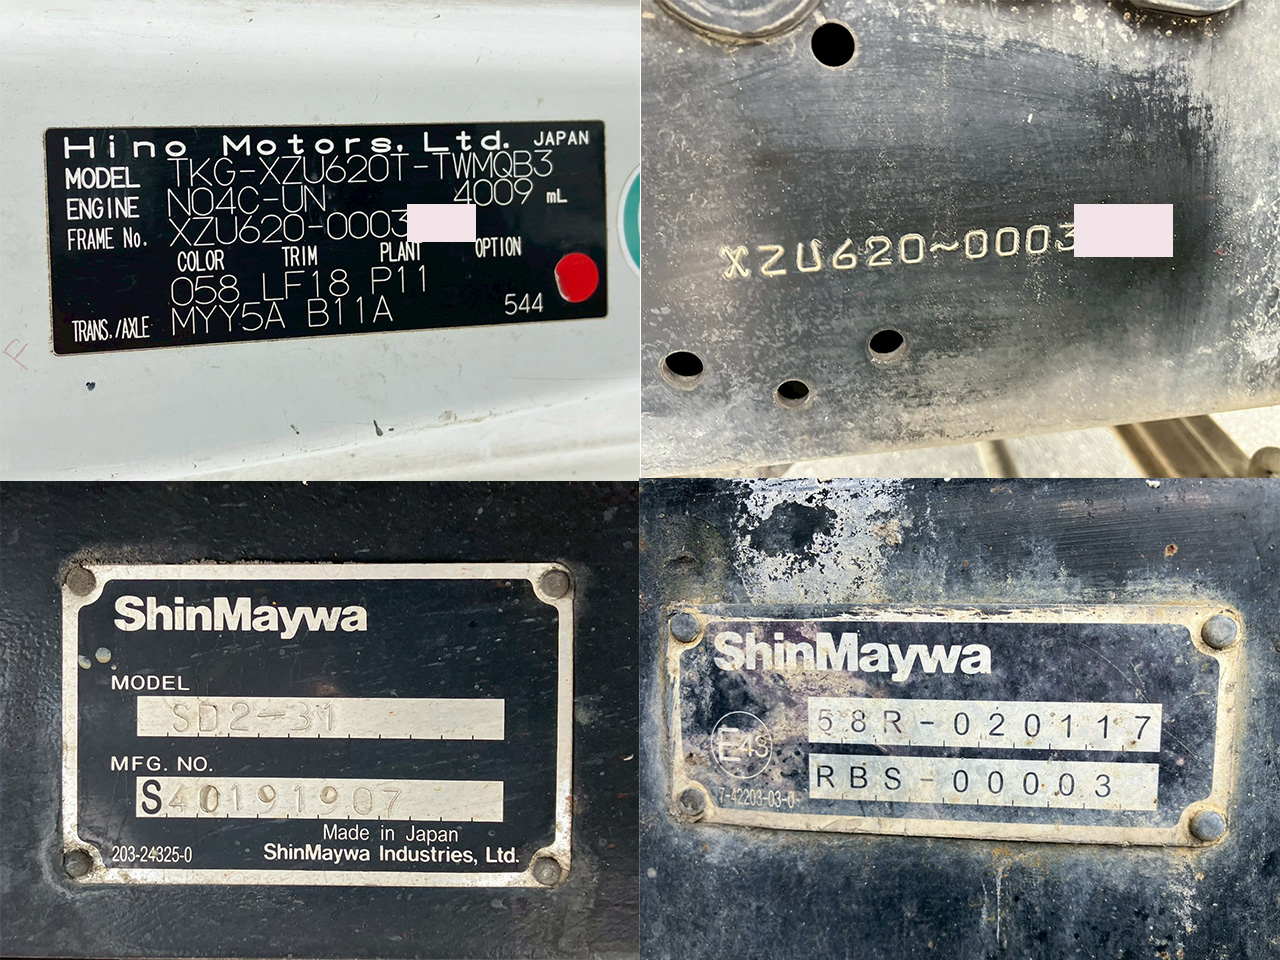 Hino Motors, Ltd. JAPAN
MODEL TKG-XZU620T-TWMQB3
ENGINE N04C-UN 4009 mL
FRAME No. XZU620-0003
COLOR TRIM PLANT OPTION
058 LF18 P11
TRANS./AXLE MYY5A B11A 544
XZU620~0003
ShinMaywa
MODEL
SD2-31
MFG. NO.
S40191907
Made in Japan
203-24325-0 ShinMaywa Industries, Ltd.
ShinMaywa
58R-020117
E4S
RBS-00003
7-42203-03-0